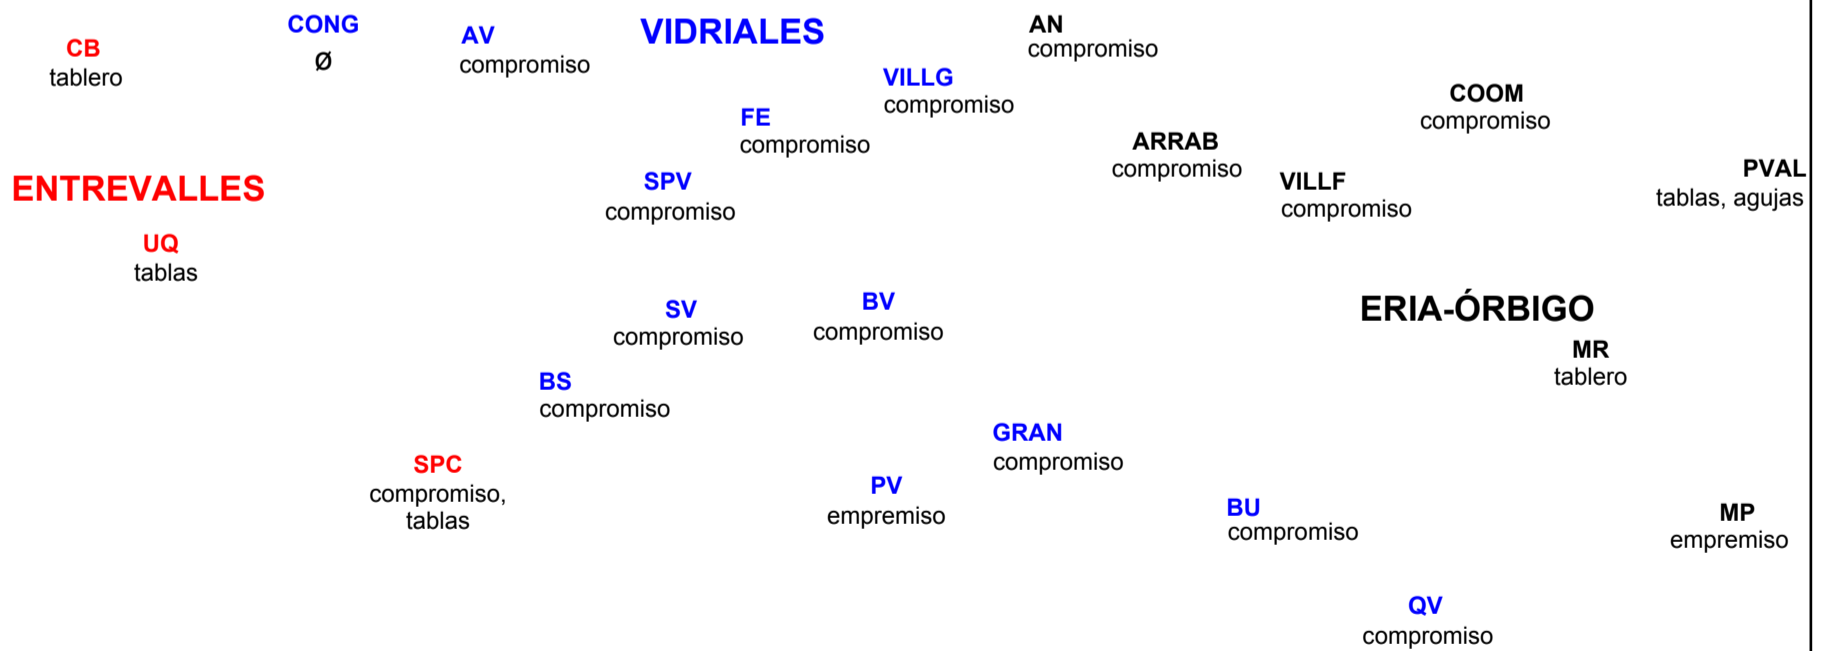 CB
tablero
CONG
Ø
AV
compromiso
VIDRIALES
AN
compromiso
VILLG
compromiso
COOM
compromiso
FE
compromiso
ARRAB
compromiso
PVAL
tablas, agujas
ENTREVALLES
SPV
compromiso
VILLF
compromiso
UQ
tablas
SV
compromiso
BV
compromiso
ERIA-ÓRBIGO
MR
tablero
BS
compromiso
GRAN
compromiso
SPC
compromiso,
tablas
PV
empremiso
BU
compromiso
MP
empremiso
QV
compromiso